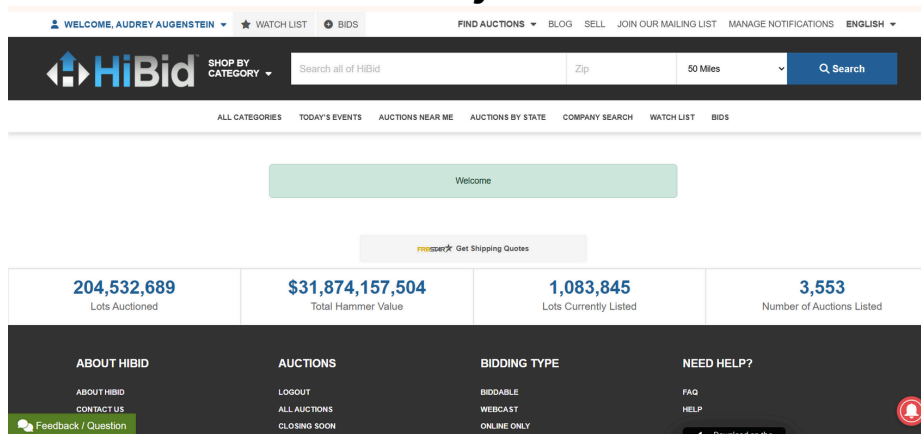 WELCOME, AUDREY AUGENSTEIN WATCH LIST BIDS FIND AUCTIONS BLOG SELL JOIN OUR MAILING LIST MANAGE NOTIFICATIONS ENGLISH
HiBid SHOP BY CATEGORY Search all of HiBid Zip 50 Miles Search
ALL CATEGORIES TODAY'S EVENTS AUCTIONS NEAR ME AUCTIONS BY STATE COMPANY SEARCH WATCH LIST BIDS
Welcome
Get Shipping Quotes
204,532,689 $31,874,157,504 1,083,845 3,553
Lots Auctioned Total Hammer Value Lots Currently Listed Number of Auctions Listed
ABOUT HIBID AUCTIONS BIDDING TYPE NEED HELP?
ABOUT HIBID LOGOUT BIDDABLE FAQ
CONTACT US ALL AUCTIONS WEBCAST HELP
Feedback / Question CLOSING SOON ONLINE ONLY